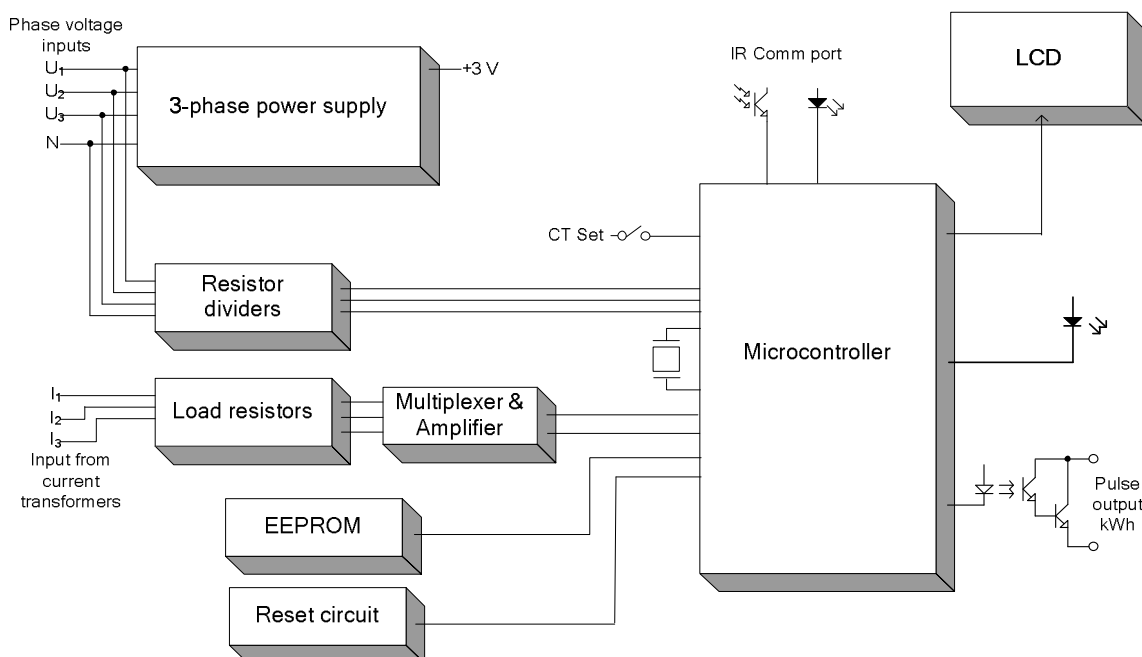 Phase voltage
inputs
U₁
U₂
U₃
N
3-phase power supply
+3 V
IR Comm port
LCD
CT Set
Resistor
dividers
Microcontroller
I₁
I₂
I₃
Input from
current
transformers
Load resistors
Multiplexer &
Amplifier
EEPROM
Reset circuit
Pulse
output
kWh